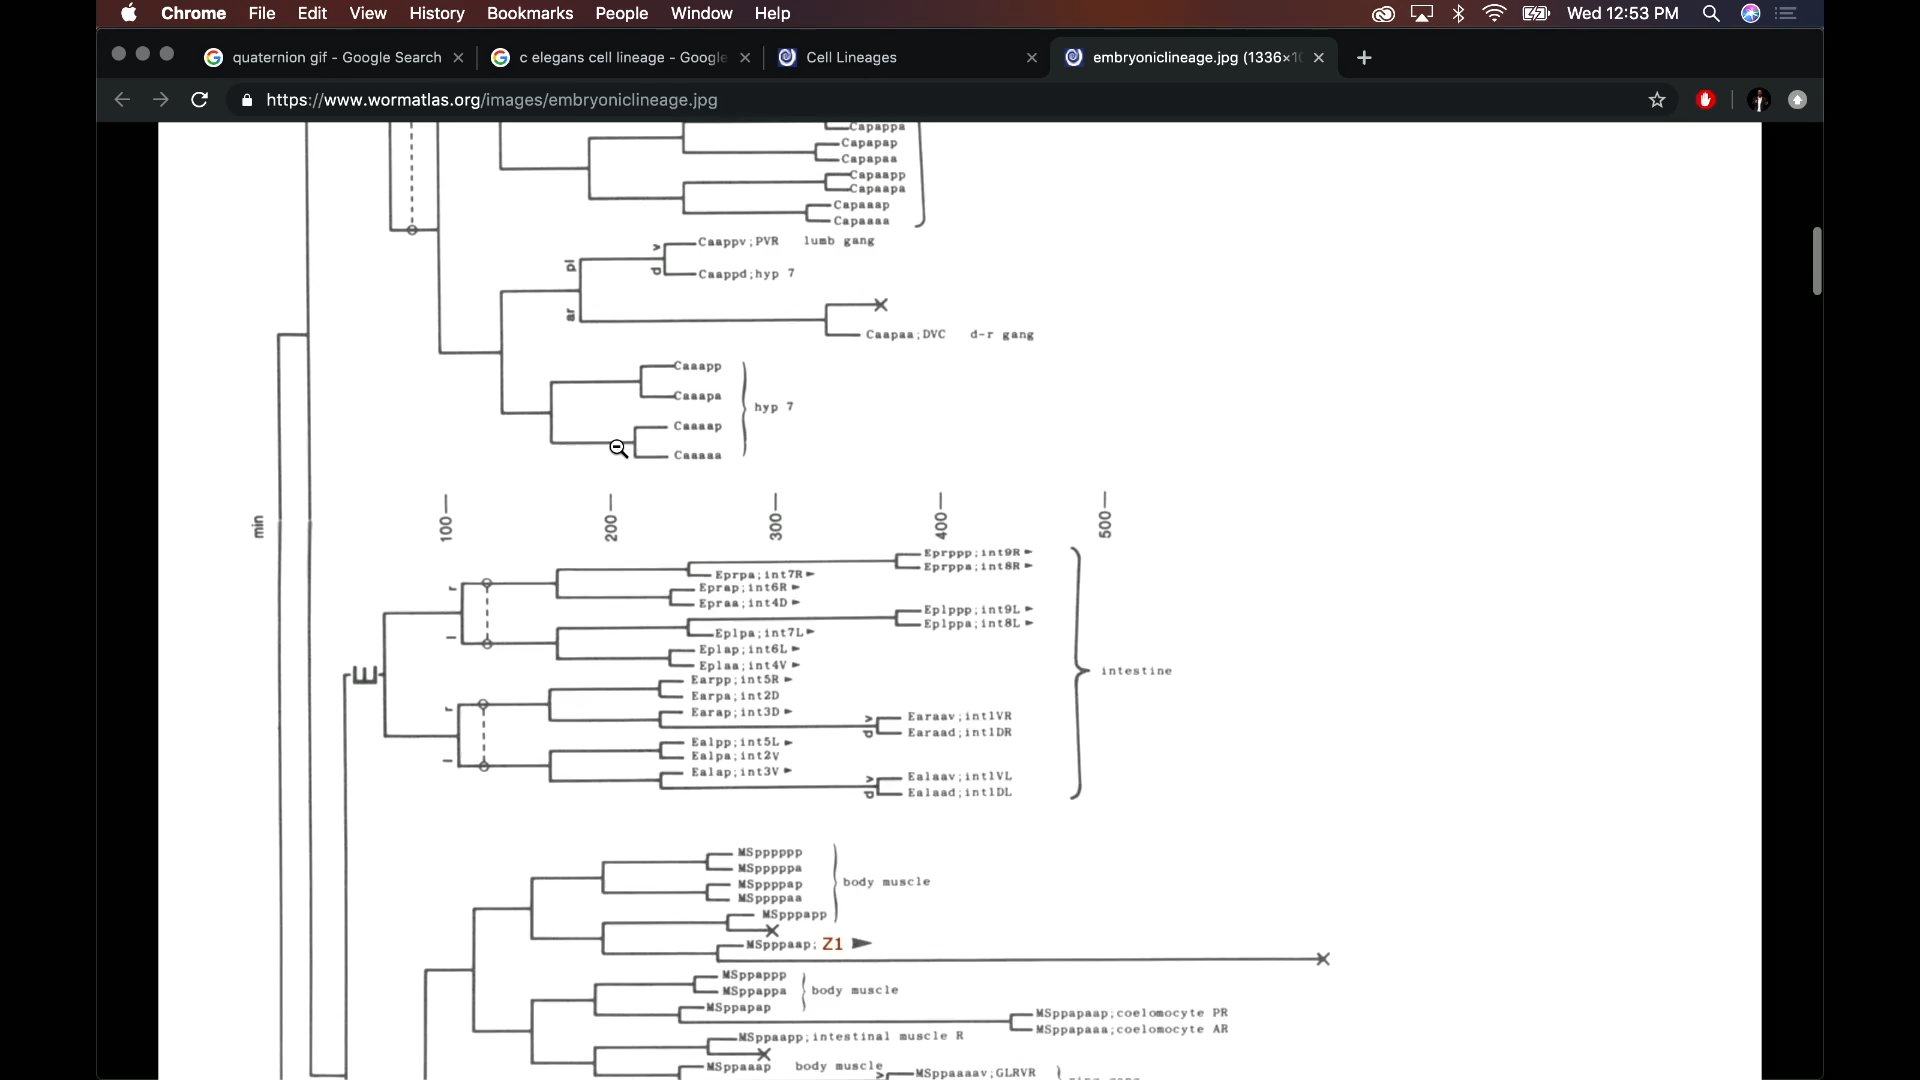 Chrome File Edit View History Bookmarks People Window Help Wed 12:53 PM
quaternion gif - Google Search c elegans cell lineage - Google Cell Lineages embryoniclineage.jpg (1336×1
https://www.wormatlas.org/images/embryoniclineage.jpg
Capappa
Capapap
Capapaa
Capaapp
Capaapa
Capaaap
Capaaaa
Caappv;PVR lumb gang
v
pl
d
Caappd;hyp 7
ar
Caapaa;DVC d-r gang
Caaapp
Caaapa
hyp 7
Caaaap
Caaaaa
min 100 200 300 400 500
Eprppp;int9R
Eprppa;int8R
Eprpa;int7R
r
Eprap;int6R
Epraa;int4D
Eplppp;int9L
Eplppa;int8L
Eplpa;int7L
l
Eplap;int6L
Eplaa;int4V
E intestine
Earpp;int5R
Earpa;int2D
r
Earap;int3D
v
Earaav;int1VR
d
Earaad;int1DR
Ealpp;int5L
Ealpa;int2V
l
Ealap;int3V
v
Ealaav;int1VL
d
Ealaad;int1DL
MSpppppp
MSpppppa
body muscle
MSppppap
MSppppaa
MSpppapp
MSpppaap; Z1
MSppappp
MSppappa
body muscle
MSppapap
MSppapaap;coelomocyte PR
MSppapaaa;coelomocyte AR
MSppaapp;intestinal muscle R
MSppaaap body muscle
v
MSppaaaav;GLRVR